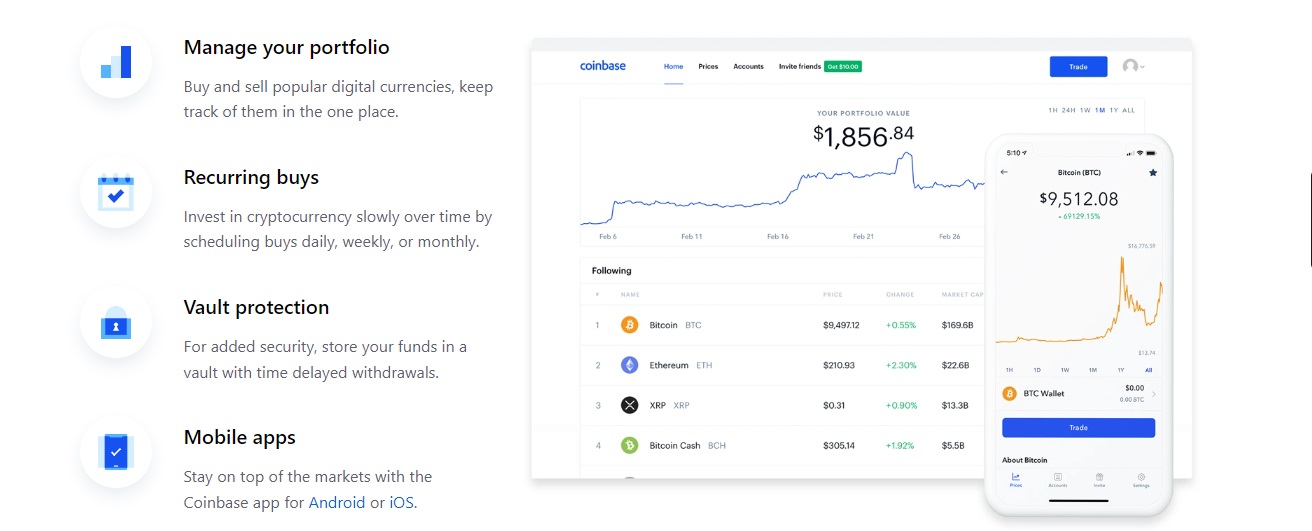 Manage your portfolio
Buy and sell popular digital currencies, keep
track of them in the one place.
Recurring buys
Invest in cryptocurrency slowly over time by
scheduling buys daily, weekly, or monthly.
Vault protection
For added security, store your funds in a
vault with time delayed withdrawals.
Mobile apps
Stay on top of the markets with the
Coinbase app for Android or iOS.
coinbase Home Prices Accounts Invite friends Get $10.00 Trade
YOUR PORTFOLIO VALUE
$1,856.84
1H 24H 1W 1M 1Y ALL
Feb 6 Feb 11 Feb 16 Feb 21 Feb 26
Following
# NAME PRICE CHANGE MARKET CAP
1 Bitcoin BTC $9,497.12 +0.55% $169.6B
2 Ethereum ETH $210.93 +2.30% $22.6B
3 XRP XRP $0.31 +0.90% $13.3B
4 Bitcoin Cash BCH $305.14 +1.92% $5.5B
5:10
Bitcoin (BTC)
$9,512.08
+69129.15%
$16,776.59
$13.74
1H 1D 1W 1M 1Y All
BTC Wallet $0.00
0.00 BTC
Trade
About Bitcoin
Prices Accounts Invite Settings